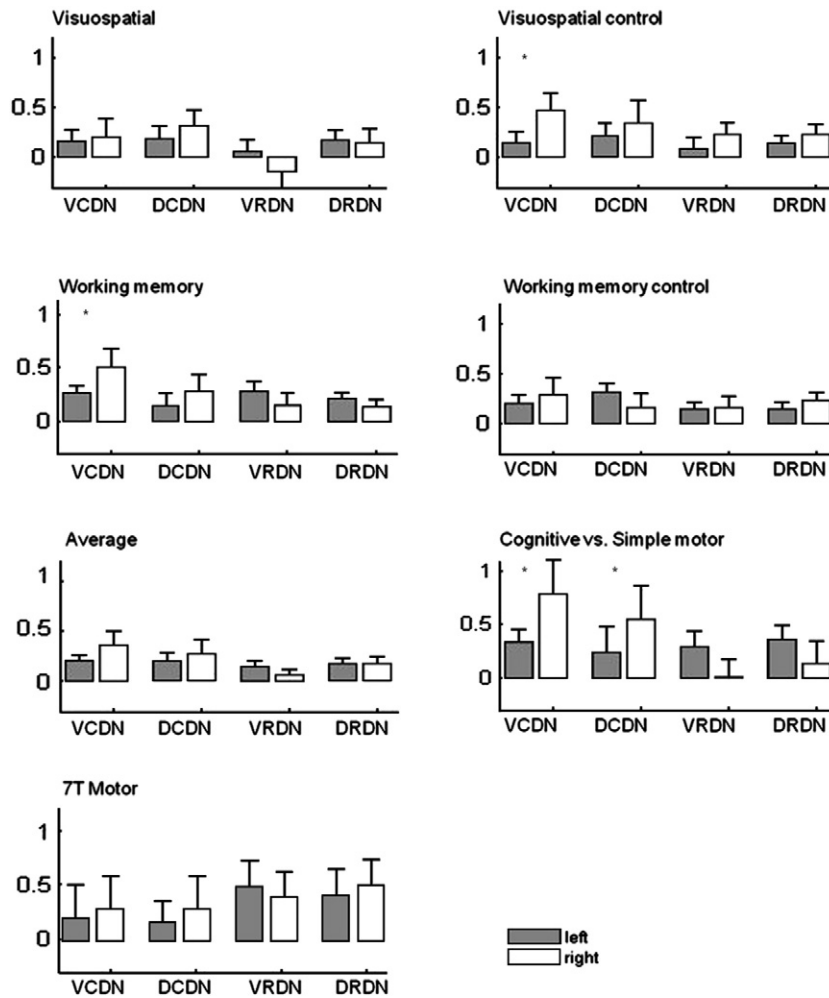 Visuospatial
1
*
0.5
0
VCDN DCDN VRDN DRDN
Visuospatial control
1
*
0.5
0
VCDN DCDN VRDN DRDN
Working memory
1
*
0.5
0
VCDN DCDN VRDN DRDN
Working memory control
1
0.5
0
VCDN DCDN VRDN DRDN
Average
1
0.5
0
VCDN DCDN VRDN DRDN
Cognitive vs. Simple motor
1
* *
0.5
0
VCDN DCDN VRDN DRDN
7T Motor
1
0.5
0
VCDN DCDN VRDN DRDN
left
right